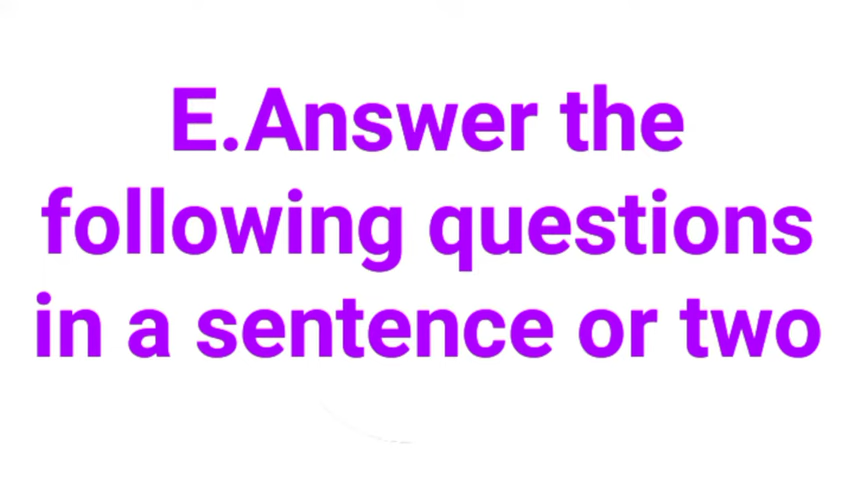 E.Answer the
following questions
in a sentence or two